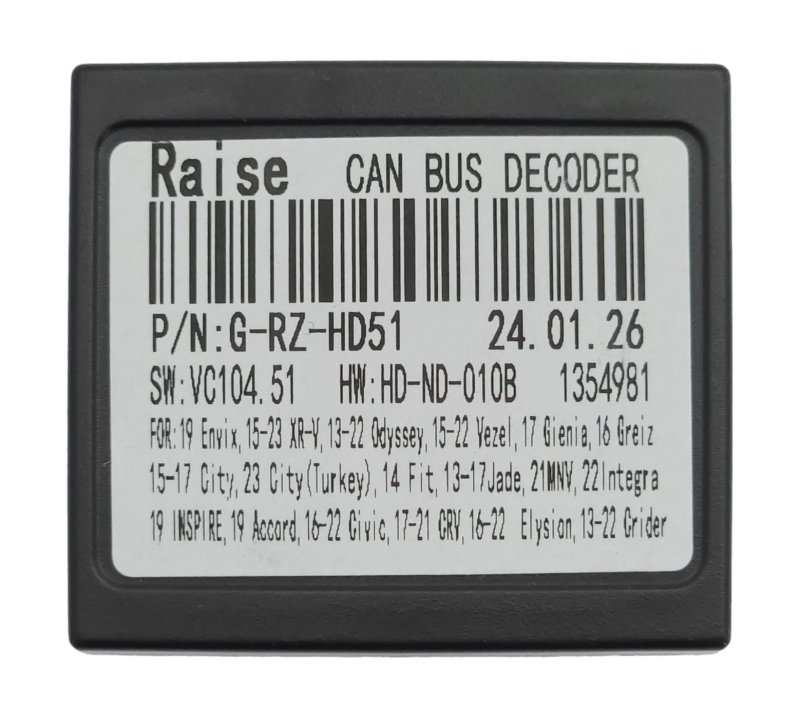 Raise CAN BUS DECODER
P/N:G-RZ-HD51 24.01.26
SW:VC104.51 HW:HD-ND-010B 1354981
FOR:19 Envix,15-23 XR-V,13-22 Odyssey,15-22 Vezel,17 Gienia,16 Greiz
15-17 City,23 City(Turkey),14 Fit,13-17Jade,21MNV,22Integra
19 INSPIRE,19 Accord,16-22 Civic,17-21 CRV,16-22 Elysion,13-22 Crider